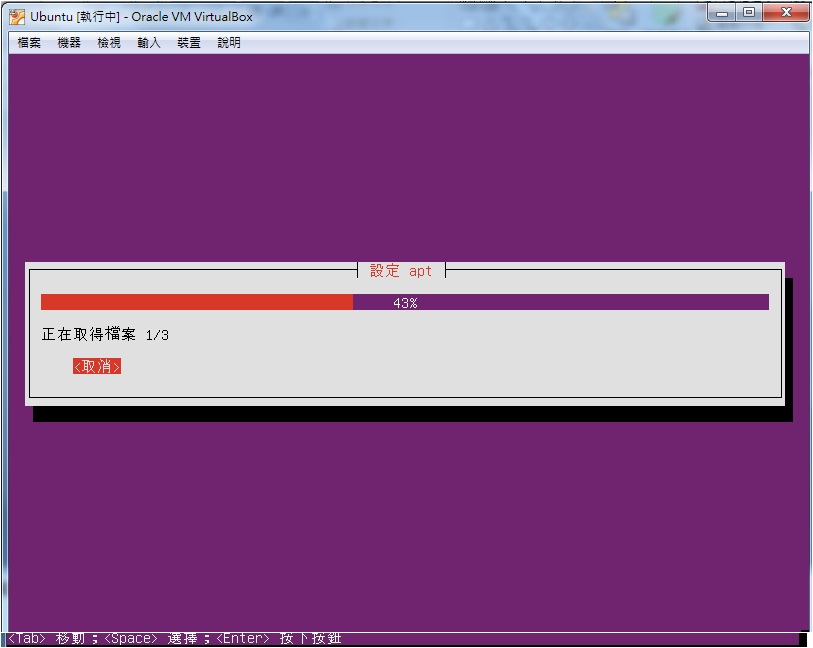 Ubuntu [執行中] - Oracle VM VirtualBox
檔案 機器 檢視 輸入 裝置 說明
設定 apt
43%
正在取得檔案 1/3
<取消>
<Tab> 移動；<Space> 選擇；<Enter> 按下按鈕